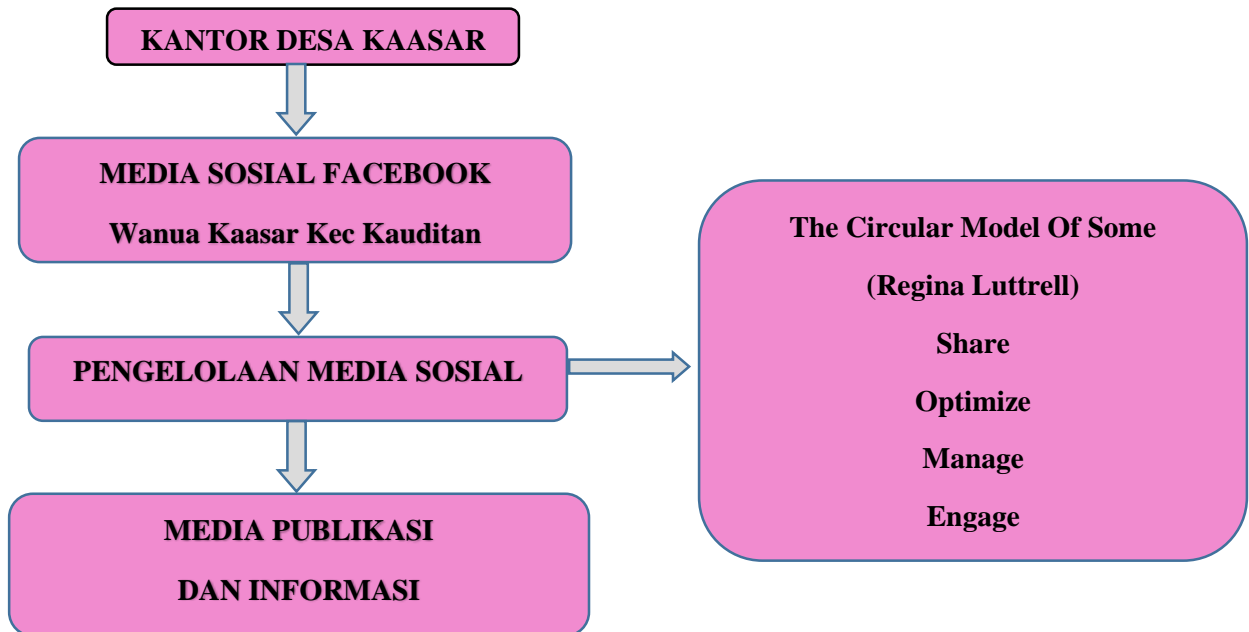 KANTOR DESA KAASAR
MEDIA SOSIAL FACEBOOK
Wanua Kaasar Kec Kauditan
PENGELOLAAN MEDIA SOSIAL
MEDIA PUBLIKASI
DAN INFORMASI
The Circular Model Of Some
(Regina Luttrell)
Share
Optimize
Manage
Engage